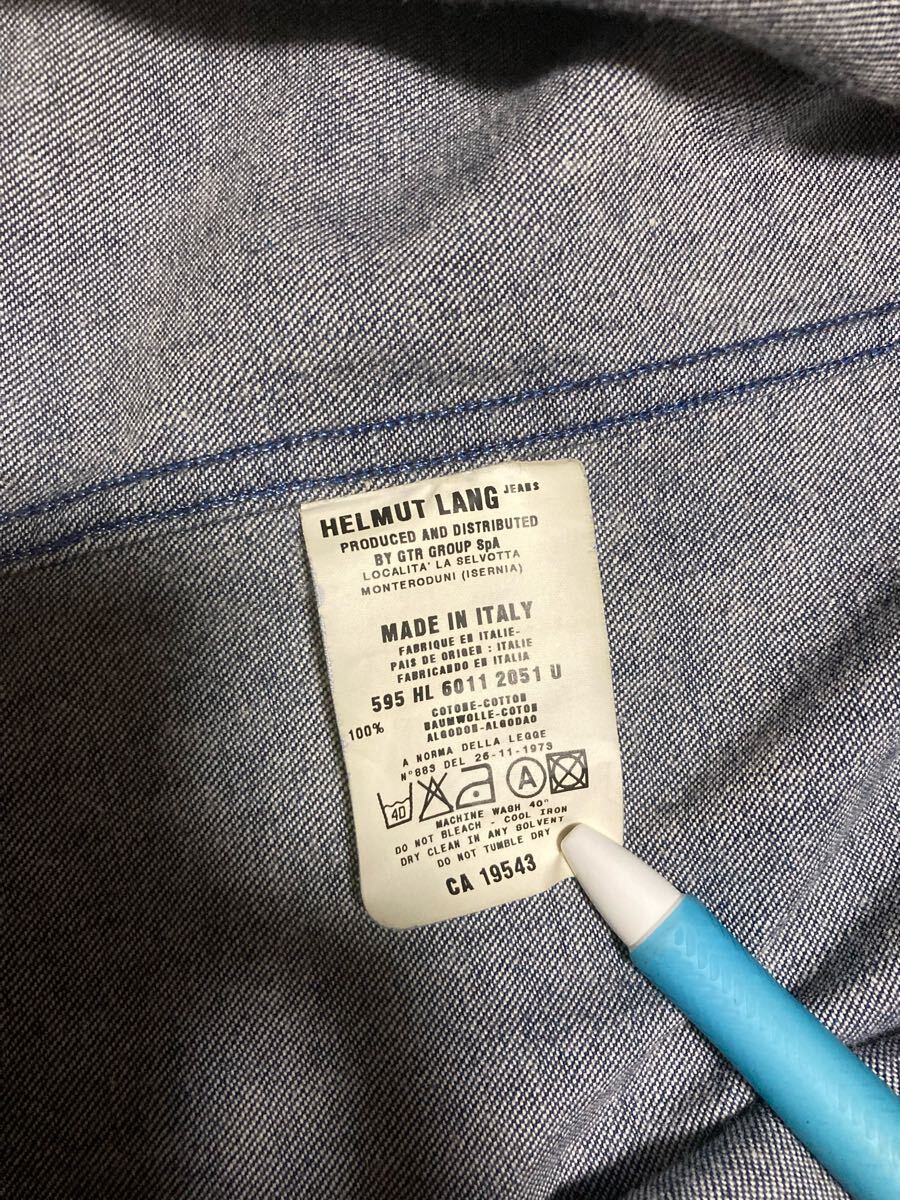 HELMUT LANG JEANS
PRODUCED AND DISTRIBUTED
BY GTR GROUP SpA
LOCALITA' LA SELVOTTA
MONTERODUNI (ISERNIA)
MADE IN ITALY
FABRIQUE EN ITALIE-
PAIS DE ORIGEN : ITALIE
FABRICANDO EN ITALIA
595 HL 6011 2051 U
100% COTONE-COTTON
BAUMWOLLE-COTON
ALGODON-ALGODAO
A NORMA DELLA LEGGE
N°883 DEL 26-11-1973
40 A
MACHINE WASH 40°
DO NOT BLEACH - COOL IRON
DRY CLEAN IN ANY SOLVENT
DO NOT TUMBLE DRY
CA 19543